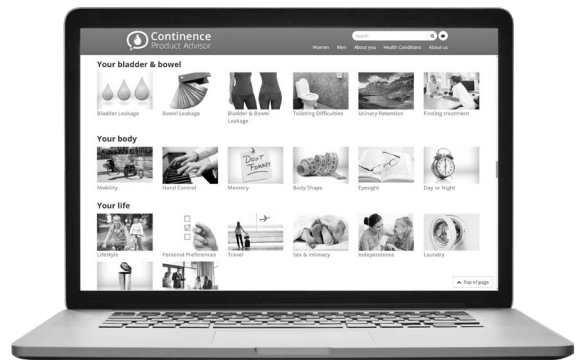 Continence
Product Advisor
Search
Women Men About you Health Conditions About us
Your bladder & bowel
Bladder Leakage Bowel Leakage Bladder & Bowel Leakage Toileting Difficulties Urinary Retention Finding treatment
Your body
DON'T
FORGET
Mobility Hand Control Memory Body Shape Eyesight Day or Night
Your life
Lifestyle Personal Preferences Travel Sex & Intimacy Independence Laundry
Top of page